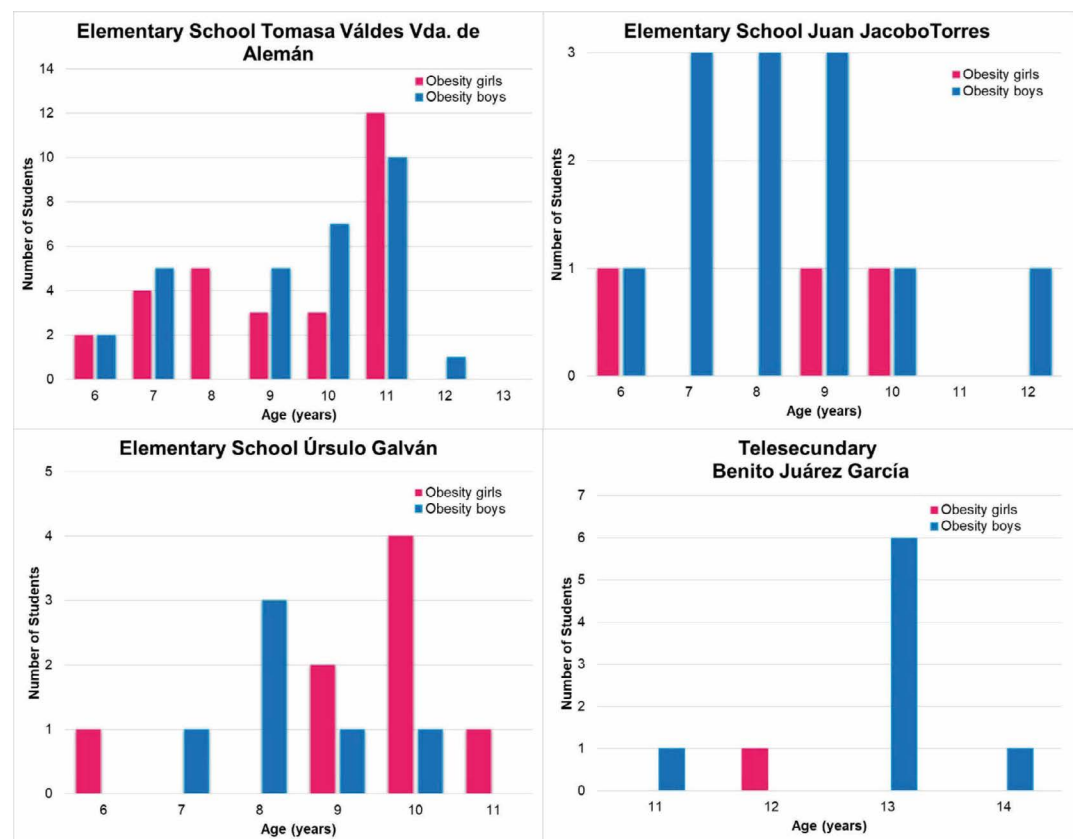 Elementary School Tomasa Váldes Vda. de
Alemán
Obesity girls
Obesity boys
14
12
10
8
6
4
2
0
Number of Students
6 7 8 9 10 11 12 13
Age (years)
Elementary School Juan JacoboTorres
Obesity girls
Obesity boys
3
2
1
0
Number of Students
6 7 8 9 10 11 12
Age (years)
Elementary School Úrsulo Galván
Obesity girls
Obesity boys
5
4
3
2
1
0
Number of Students
6 7 8 9 10 11
Age (years)
Telesecundary
Benito Juárez García
Obesity girls
Obesity boys
7
6
5
4
3
2
1
0
Number of Students
11 12 13 14
Age (years)